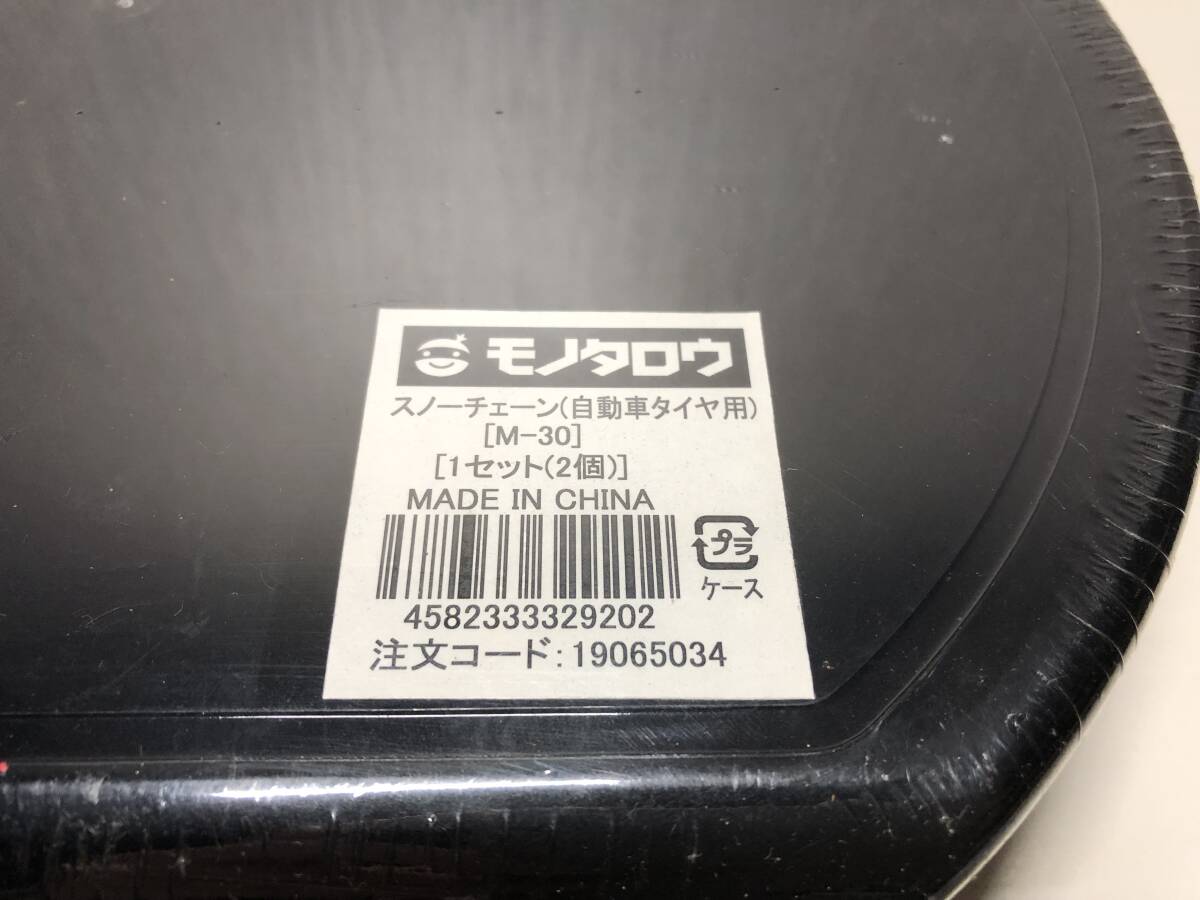 モノタロウ
スノーチェーン(自動車タイヤ用)
[M-30]
[1セット(2個)]
MADE IN CHINA
プラ
ケース
4582333329202
注文コード:19065034